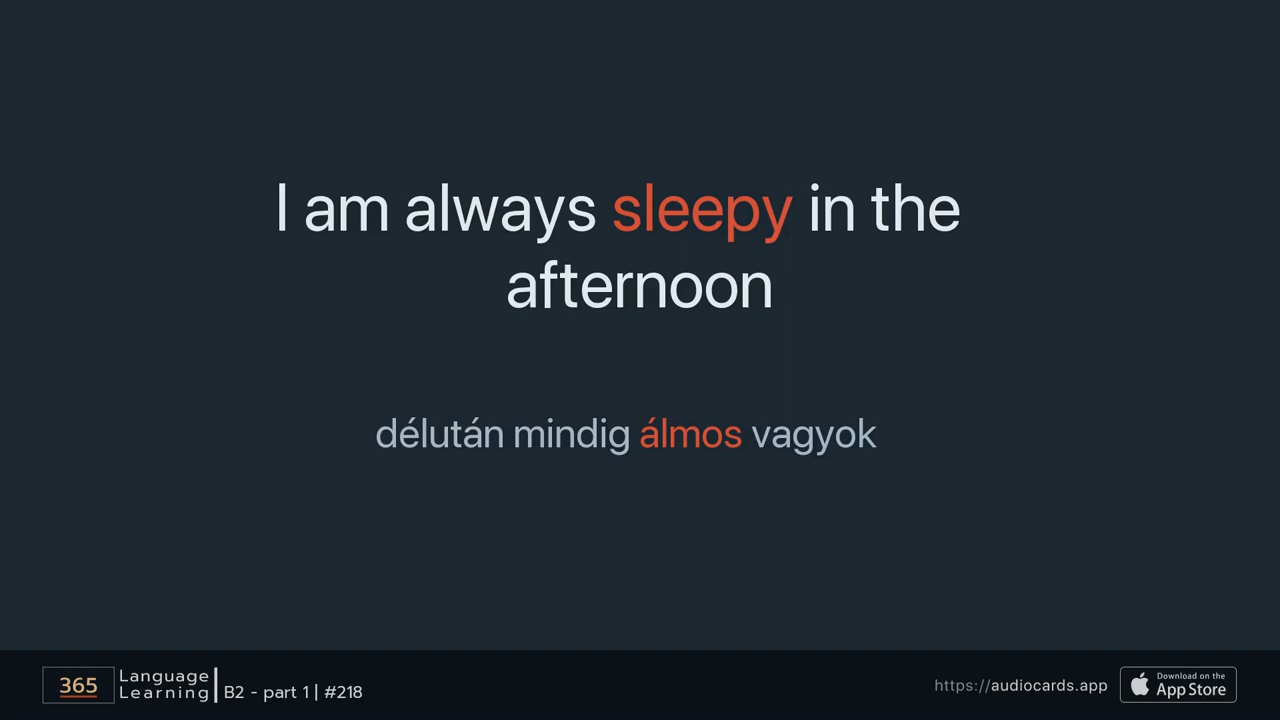 I am always sleepy in the
afternoon
délután mindig álmos vagyok
365
Language
Learning
B2 - part 1 | #218
https://audiocards.app
Download on the
App Store